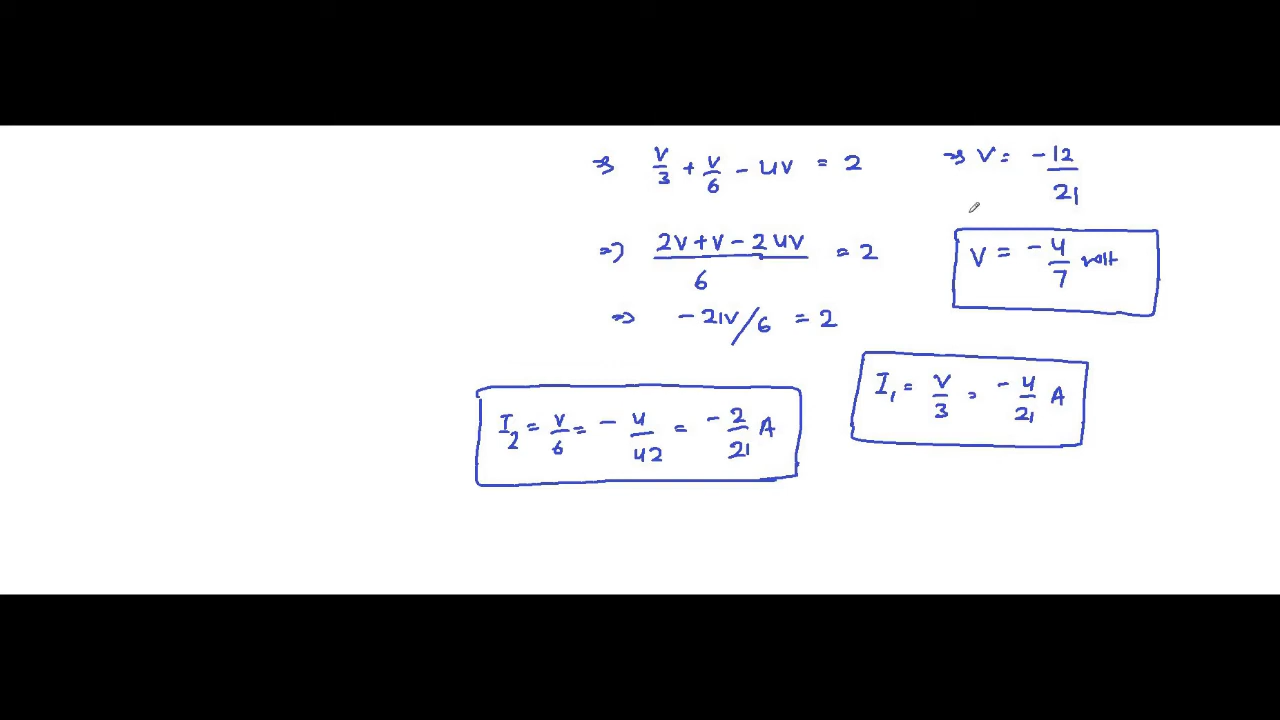 ⇒ V/3 + V/6 - 4V = 2
⇒ (2V + V - 24V)/6 = 2
⇒ -21V/6 = 2
⇒ V = -12/21
V = -4/7 volt
I₁ = V/3 = -4/21 A
I₂ = V/6 = -4/42 = -2/21 A